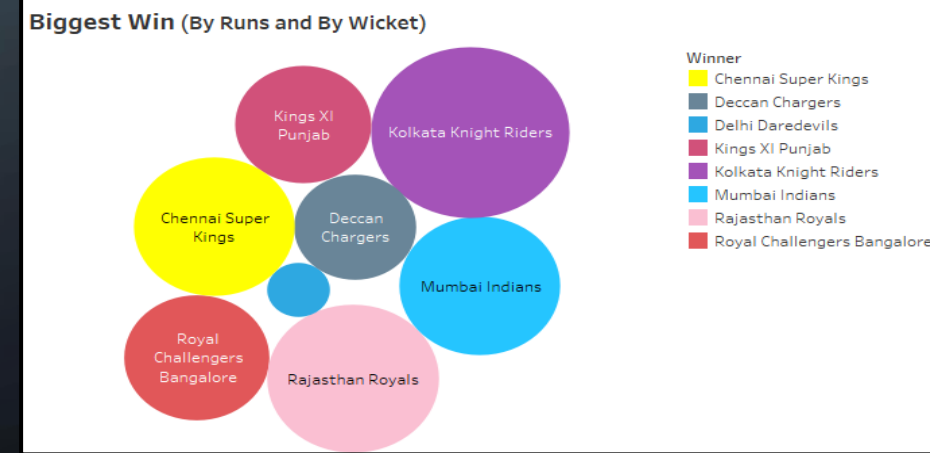 Biggest Win (By Runs and By Wicket)
Kings XI
Punjab
Kolkata Knight Riders
Chennai Super
Kings
Deccan
Chargers
Mumbai Indians
Royal
Challengers
Bangalore
Rajasthan Royals
Winner
Chennai Super Kings
Deccan Chargers
Delhi Daredevils
Kings XI Punjab
Kolkata Knight Riders
Mumbai Indians
Rajasthan Royals
Royal Challengers Bangalore